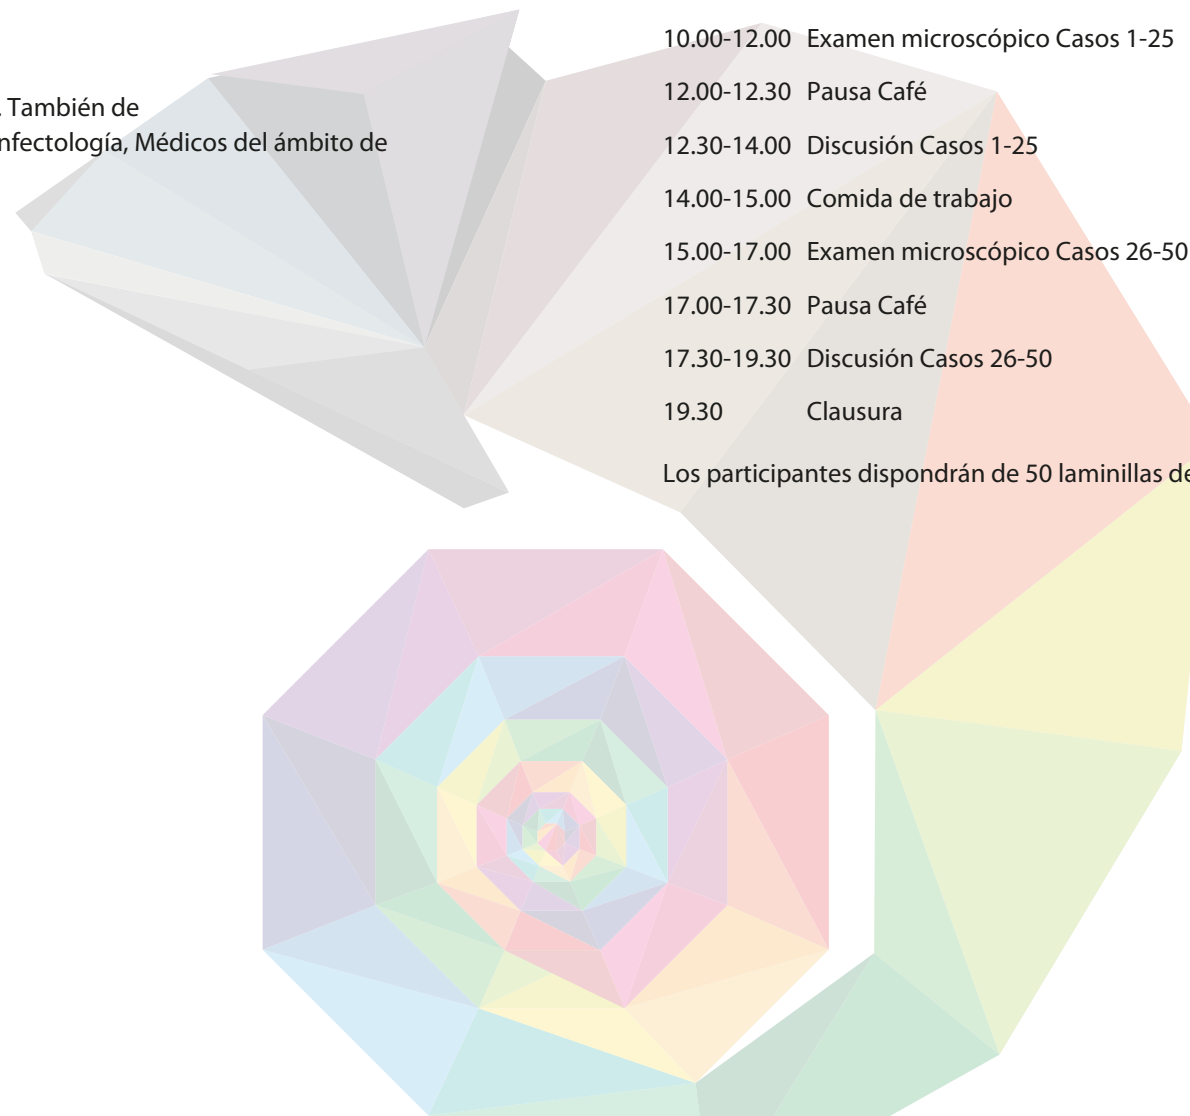 . También de
nfectología, Médicos del ámbito de
10.00-12.00 Examen microscópico Casos 1-25
12.00-12.30 Pausa Café
12.30-14.00 Discusión Casos 1-25
14.00-15.00 Comida de trabajo
15.00-17.00 Examen microscópico Casos 26-50
17.00-17.30 Pausa Café
17.30-19.30 Discusión Casos 26-50
19.30 Clausura
Los participantes dispondrán de 50 laminillas de